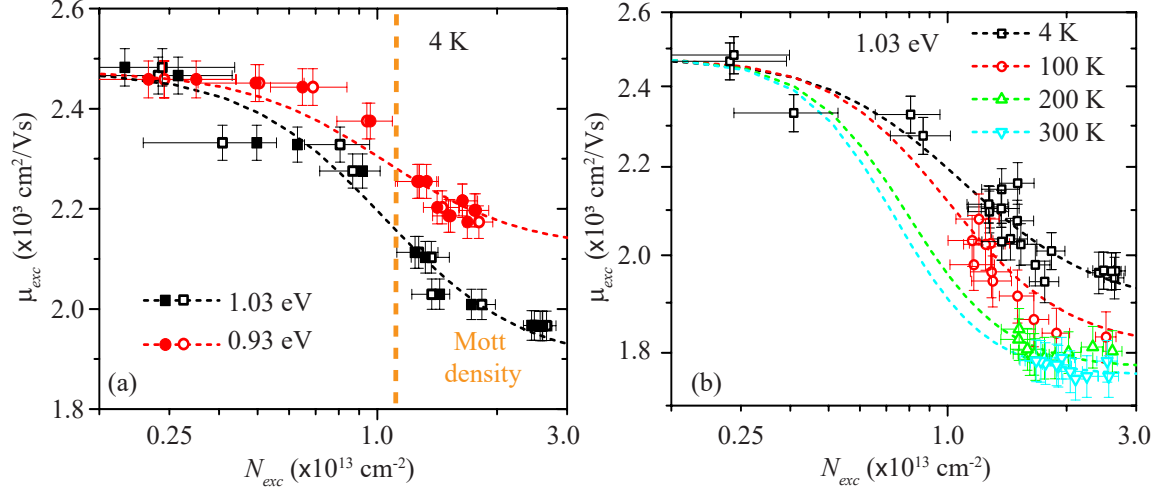 2.6
2.4
2.2
2.0
1.8
μexc (x10³ cm²/Vs)
4 K
1.03 eV
0.93 eV
Mott
density
(a)
0.25
1.0
3.0
Nexc (x10¹³ cm⁻²)
2.6
2.4
2.2
2.0
1.8
μexc (x10³ cm²/Vs)
1.03 eV
4 K
100 K
200 K
300 K
(b)
0.25
1.0
3.0
Nexc (x10¹³ cm⁻²)